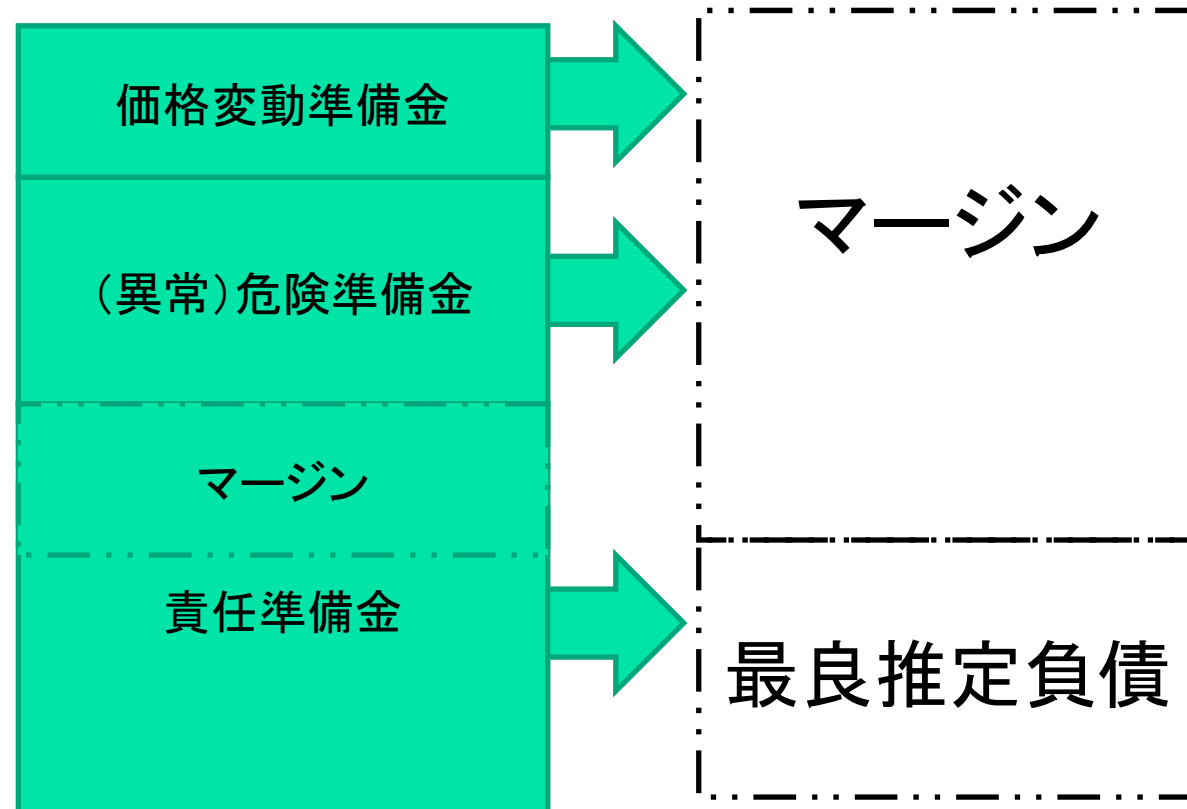 価格変動準備金
(異常)危険準備金
マージン
責任準備金
マージン
最良推定負債